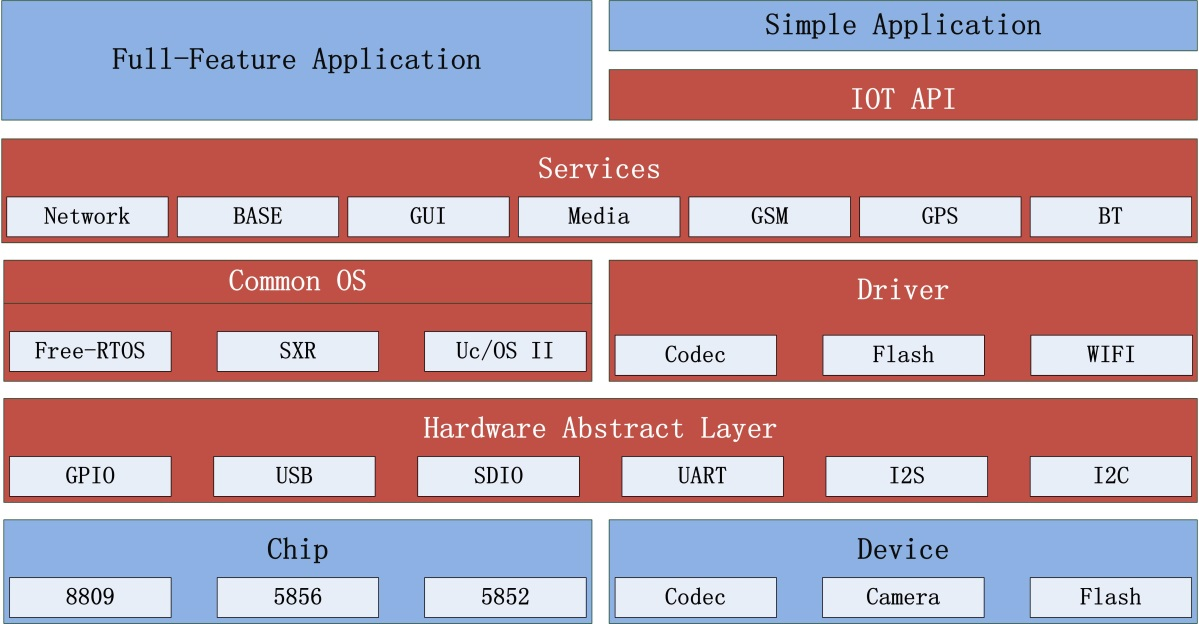 Full-Feature Application
Simple Application
IOT API
Services
Network BASE GUI Media GSM GPS BT
Common OS
Free-RTOS SXR Uc/OS II
Driver
Codec Flash WIFI
Hardware Abstract Layer
GPIO USB SDIO UART I2S I2C
Chip
8809 5856 5852
Device
Codec Camera Flash